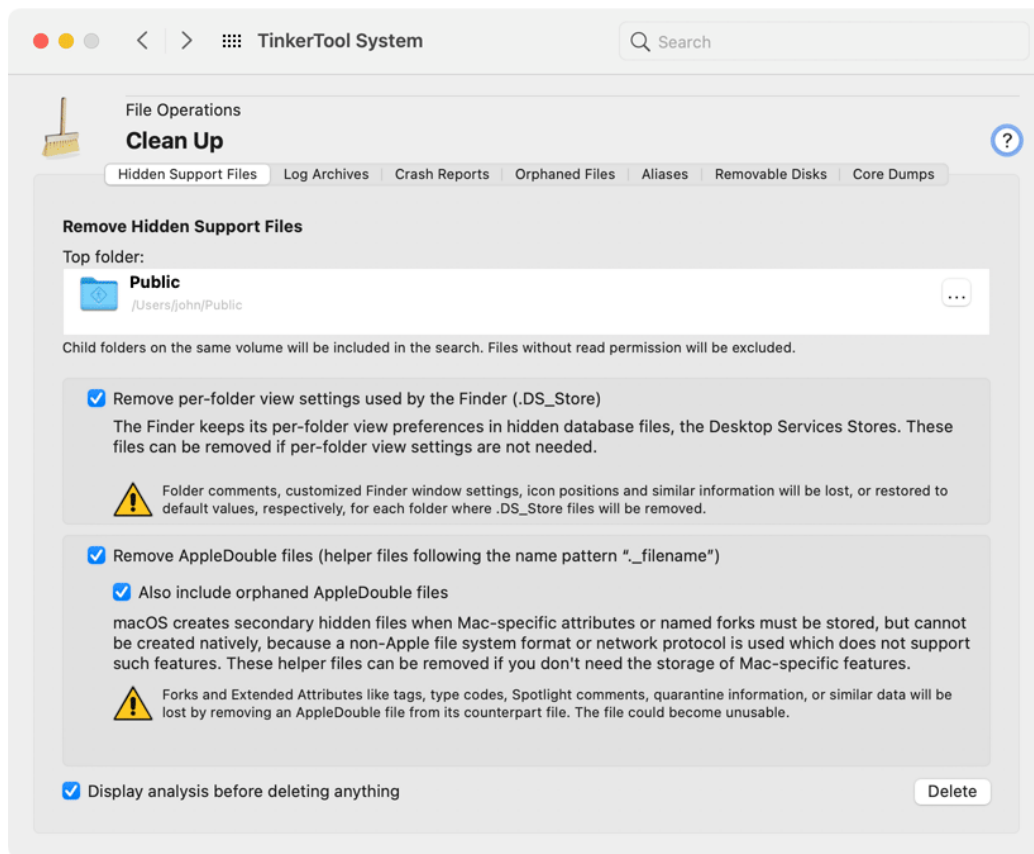 TinkerTool System
Search
File Operations
Clean Up
?
Hidden Support Files
Log Archives
Crash Reports
Orphaned Files
Aliases
Removable Disks
Core Dumps
Remove Hidden Support Files
Top folder:
Public
/Users/john/Public
...
Child folders on the same volume will be included in the search. Files without read permission will be excluded.
Remove per-folder view settings used by the Finder (.DS_Store)
The Finder keeps its per-folder view preferences in hidden database files, the Desktop Services Stores. These
files can be removed if per-folder view settings are not needed.
Folder comments, customized Finder window settings, icon positions and similar information will be lost, or restored to
default values, respectively, for each folder where .DS_Store files will be removed.
Remove AppleDouble files (helper files following the name pattern “._filename”)
Also include orphaned AppleDouble files
macOS creates secondary hidden files when Mac-specific attributes or named forks must be stored, but cannot
be created natively, because a non-Apple file system format or network protocol is used which does not support
such features. These helper files can be removed if you don't need the storage of Mac-specific features.
Forks and Extended Attributes like tags, type codes, Spotlight comments, quarantine information, or similar data will be
lost by removing an AppleDouble file from its counterpart file. The file could become unusable.
Display analysis before deleting anything
Delete